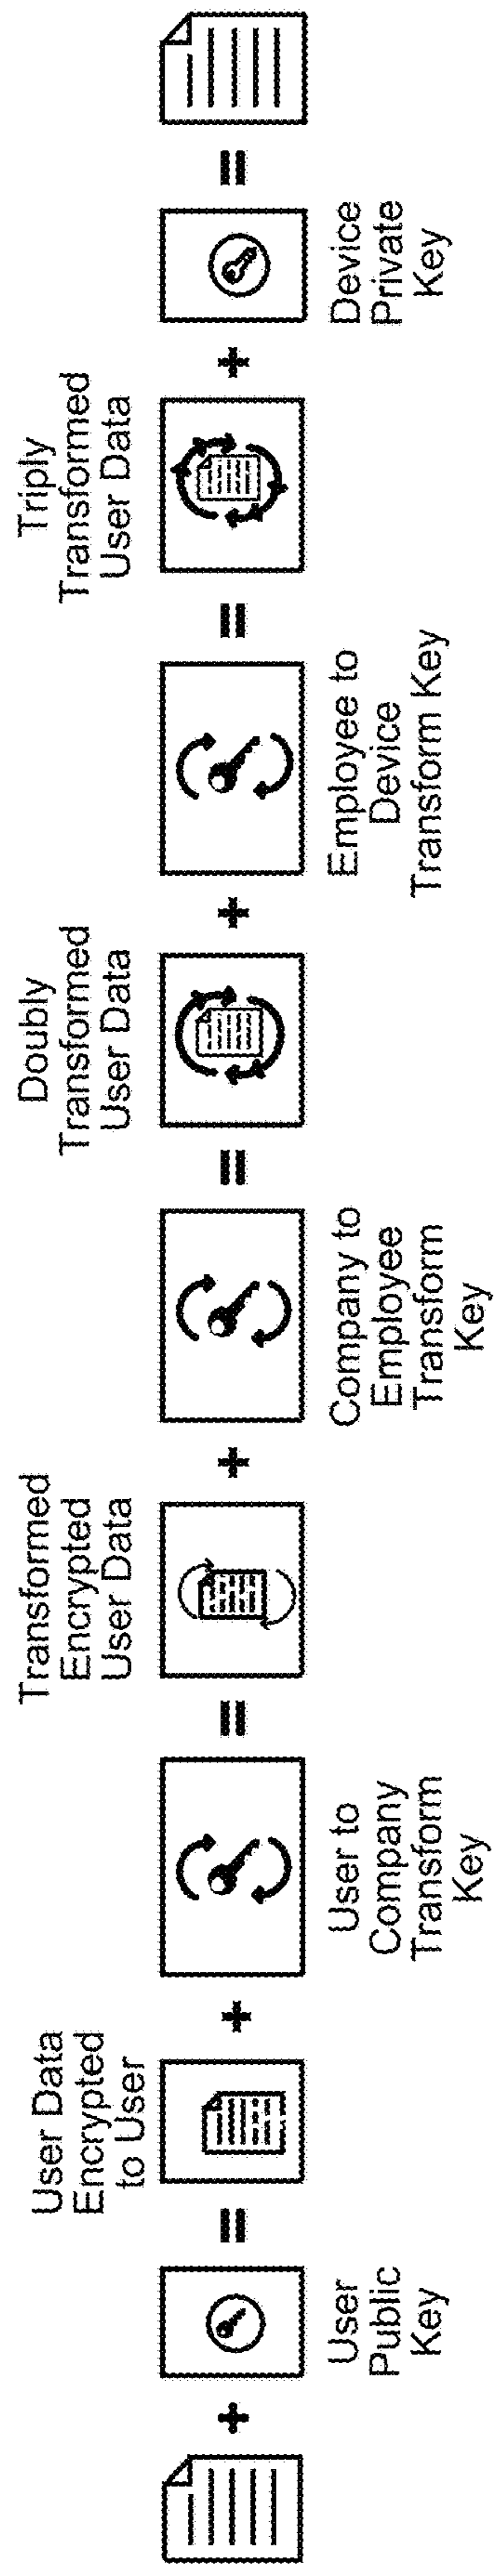 +
User
Public
Key
=
User Data
Encrypted
to User
+
User to
Company
Transform
Key
=
Transformed
Encrypted
User Data
+
Company to
Employee
Transform
Key
=
Doubly
Transformed
User Data
+
Employee to
Device
Transform Key
=
Triply
Transformed
User Data
+
Device
Private
Key
=